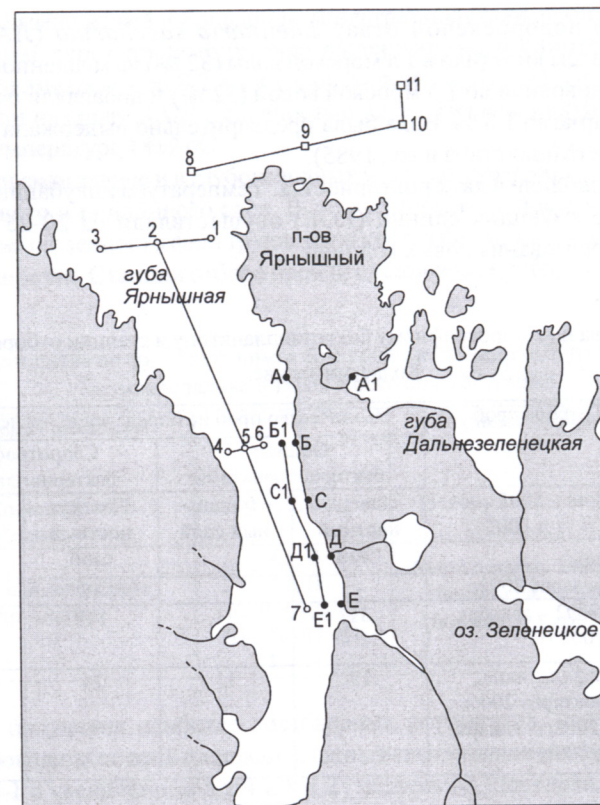 11
10
9
8
3 2 1
п-ов
Ярнышный
губа
Ярнышная
А
А1
губа
Дальнезеленецкая
4 5 6
Б1 Б
С1 С
Д1 Д
7
Е1 Е
оз. Зеленецкое